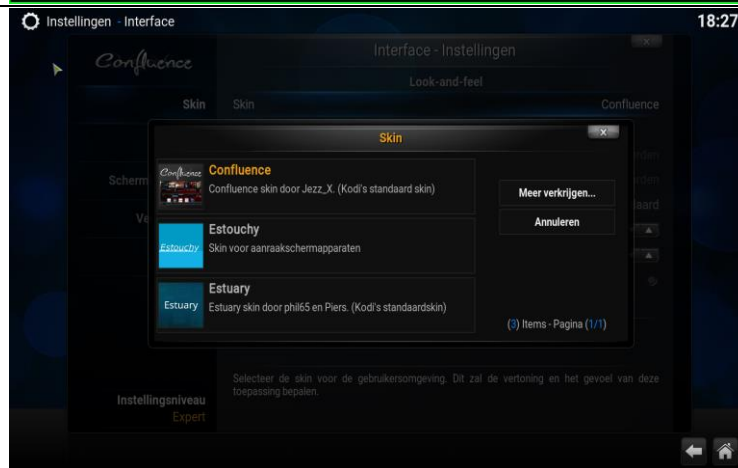 Instellingen - Interface
18:27
Confluence
Interface - Instellingen
Look-and-feel
Skin
Skin
Confluence
Skin
Confluence
Confluence
Confluence skin door Jezz_X. (Kodi's standaard skin)
Meer verkrijgen...
Annuleren
Estouchy
Estouchy
Skin voor aanraakschermapparaten
Estuary
Estuary
Estuary skin door phil65 en Piers. (Kodi's standaardskin)
(3) Items - Pagina (1/1)
Selecteer de skin voor de gebruikersomgeving. Dit zal de vertoning en het gevoel van deze
toepassing bepalen.
Instellingsniveau
Expert